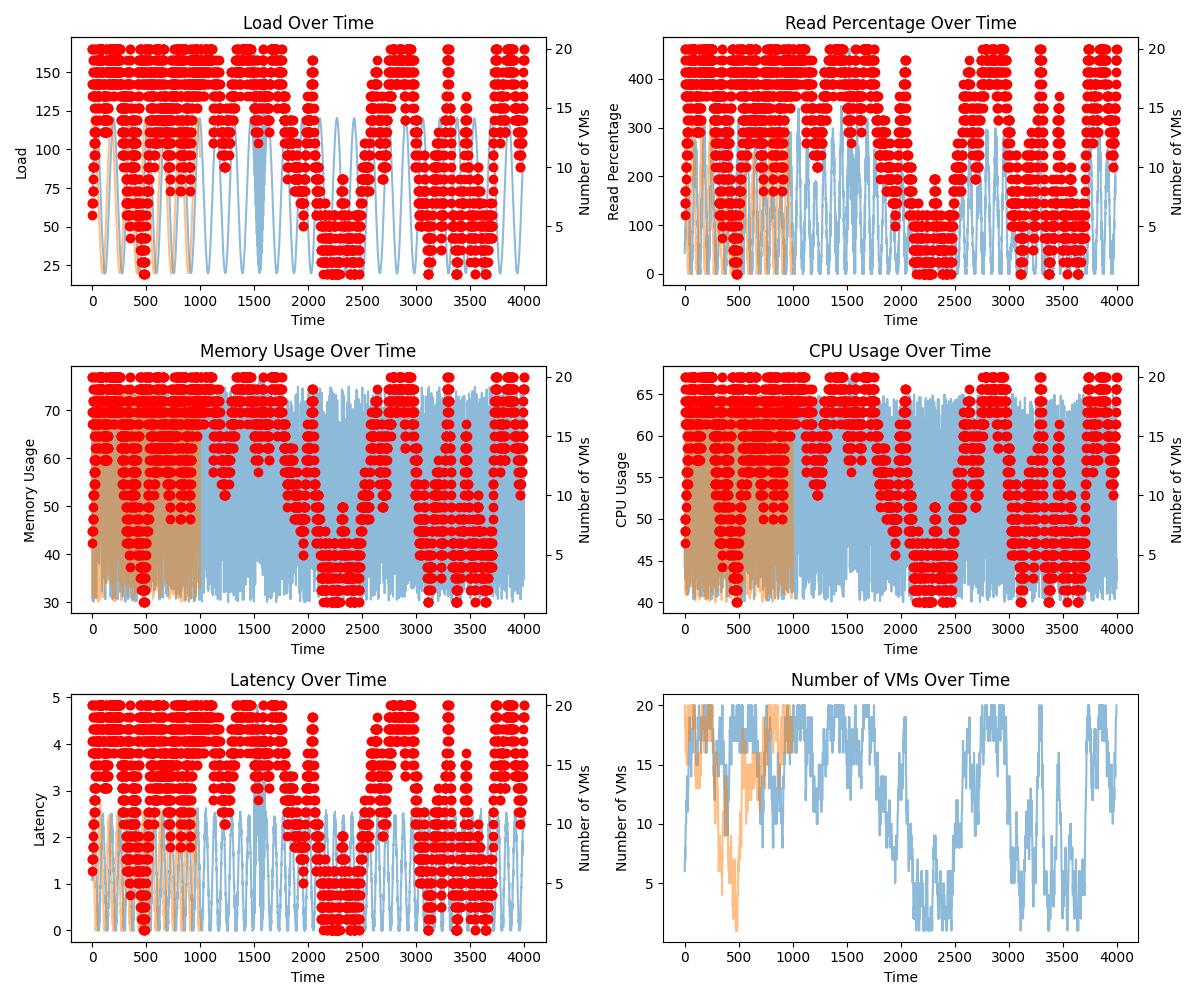 Load Over Time
Load
175
150
125
100
75
50
25
20
15
10
5
Number of VMs
0 500 1000 1500 2000 2500 3000 3500 4000
Time
Read Percentage Over Time
Read Percentage
400
300
200
100
0
20
15
10
5
Number of VMs
0 500 1000 1500 2000 2500 3000 3500 4000
Time
Memory Usage Over Time
Memory Usage
70
60
50
40
30
20
15
10
5
Number of VMs
0 500 1000 1500 2000 2500 3000 3500 4000
Time
CPU Usage Over Time
CPU Usage
65
60
55
50
45
40
20
15
10
5
Number of VMs
0 500 1000 1500 2000 2500 3000 3500 4000
Time
Latency Over Time
Latency
5
4
3
2
1
0
20
15
10
5
Number of VMs
0 500 1000 1500 2000 2500 3000 3500 4000
Time
Number of VMs Over Time
Number of VMs
20
15
10
5
0 500 1000 1500 2000 2500 3000 3500 4000
Time